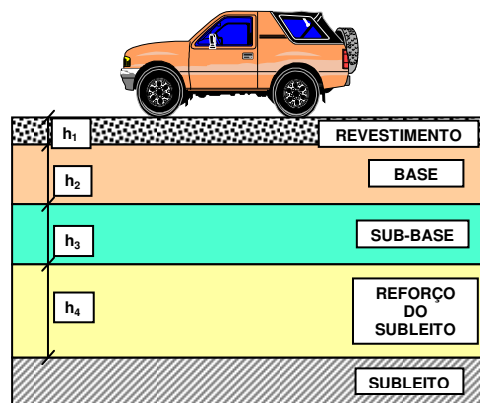 h₁
REVESTIMENTO
h₂
BASE
h₃
SUB-BASE
h₄
REFORÇO
DO
SUBLEITO
SUBLEITO